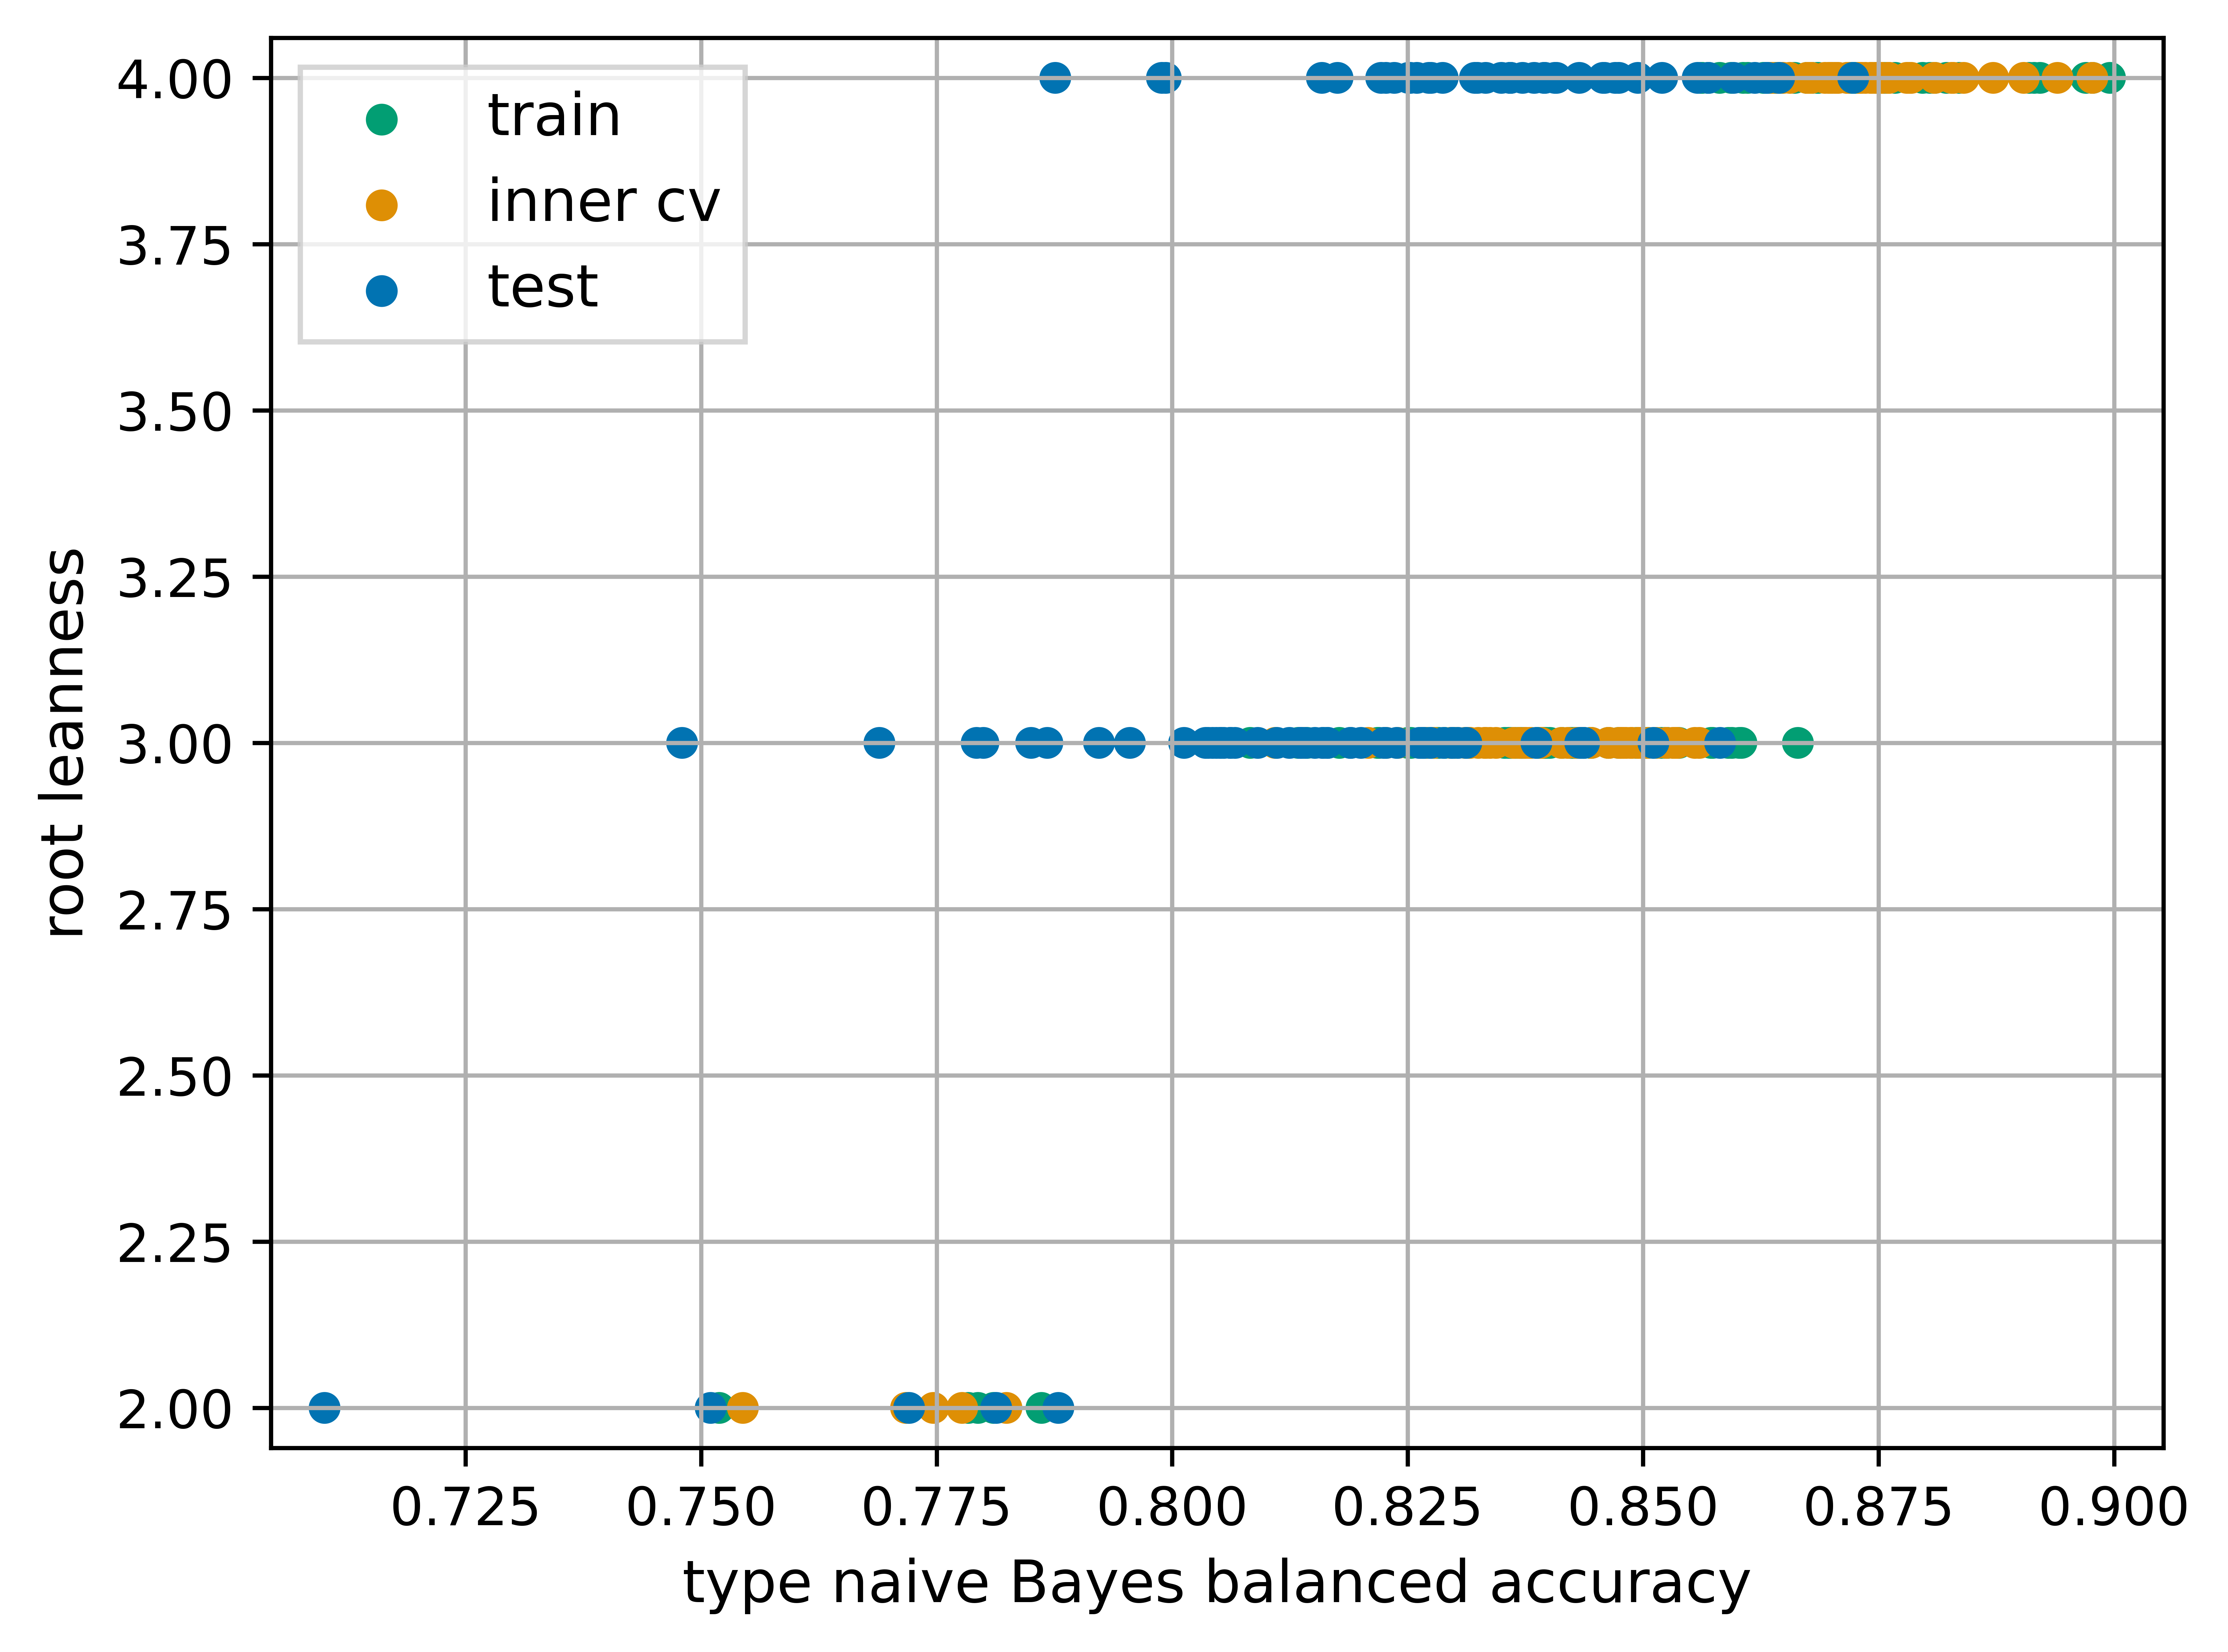 4.00
3.75
3.50
3.25
3.00
2.75
2.50
2.25
2.00
root leanness
train
inner cv
test
0.725 0.750 0.775 0.800 0.825 0.850 0.875 0.900
type naive Bayes balanced accuracy